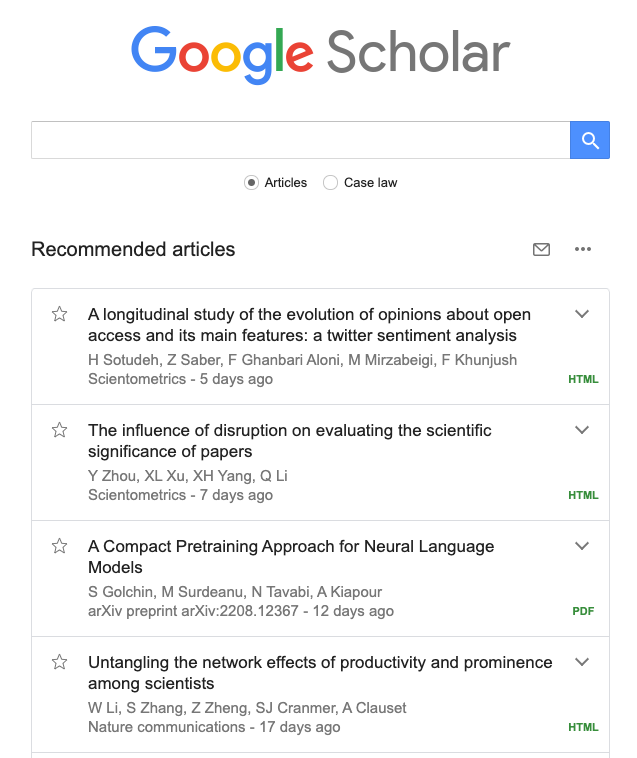 Google Scholar
Articles Case law
Recommended articles
A longitudinal study of the evolution of opinions about open
access and its main features: a twitter sentiment analysis
H Sotudeh, Z Saber, F Ghanbari Aloni, M Mirzabeigi, F Khunjush
Scientometrics - 5 days ago
HTML
The influence of disruption on evaluating the scientific
significance of papers
Y Zhou, XL Xu, XH Yang, Q Li
Scientometrics - 7 days ago
HTML
A Compact Pretraining Approach for Neural Language
Models
S Golchin, M Surdeanu, N Tavabi, A Kiapour
arXiv preprint arXiv:2208.12367 - 12 days ago
PDF
Untangling the network effects of productivity and prominence
among scientists
W Li, S Zhang, Z Zheng, SJ Cranmer, A Clauset
Nature communications - 17 days ago
HTML